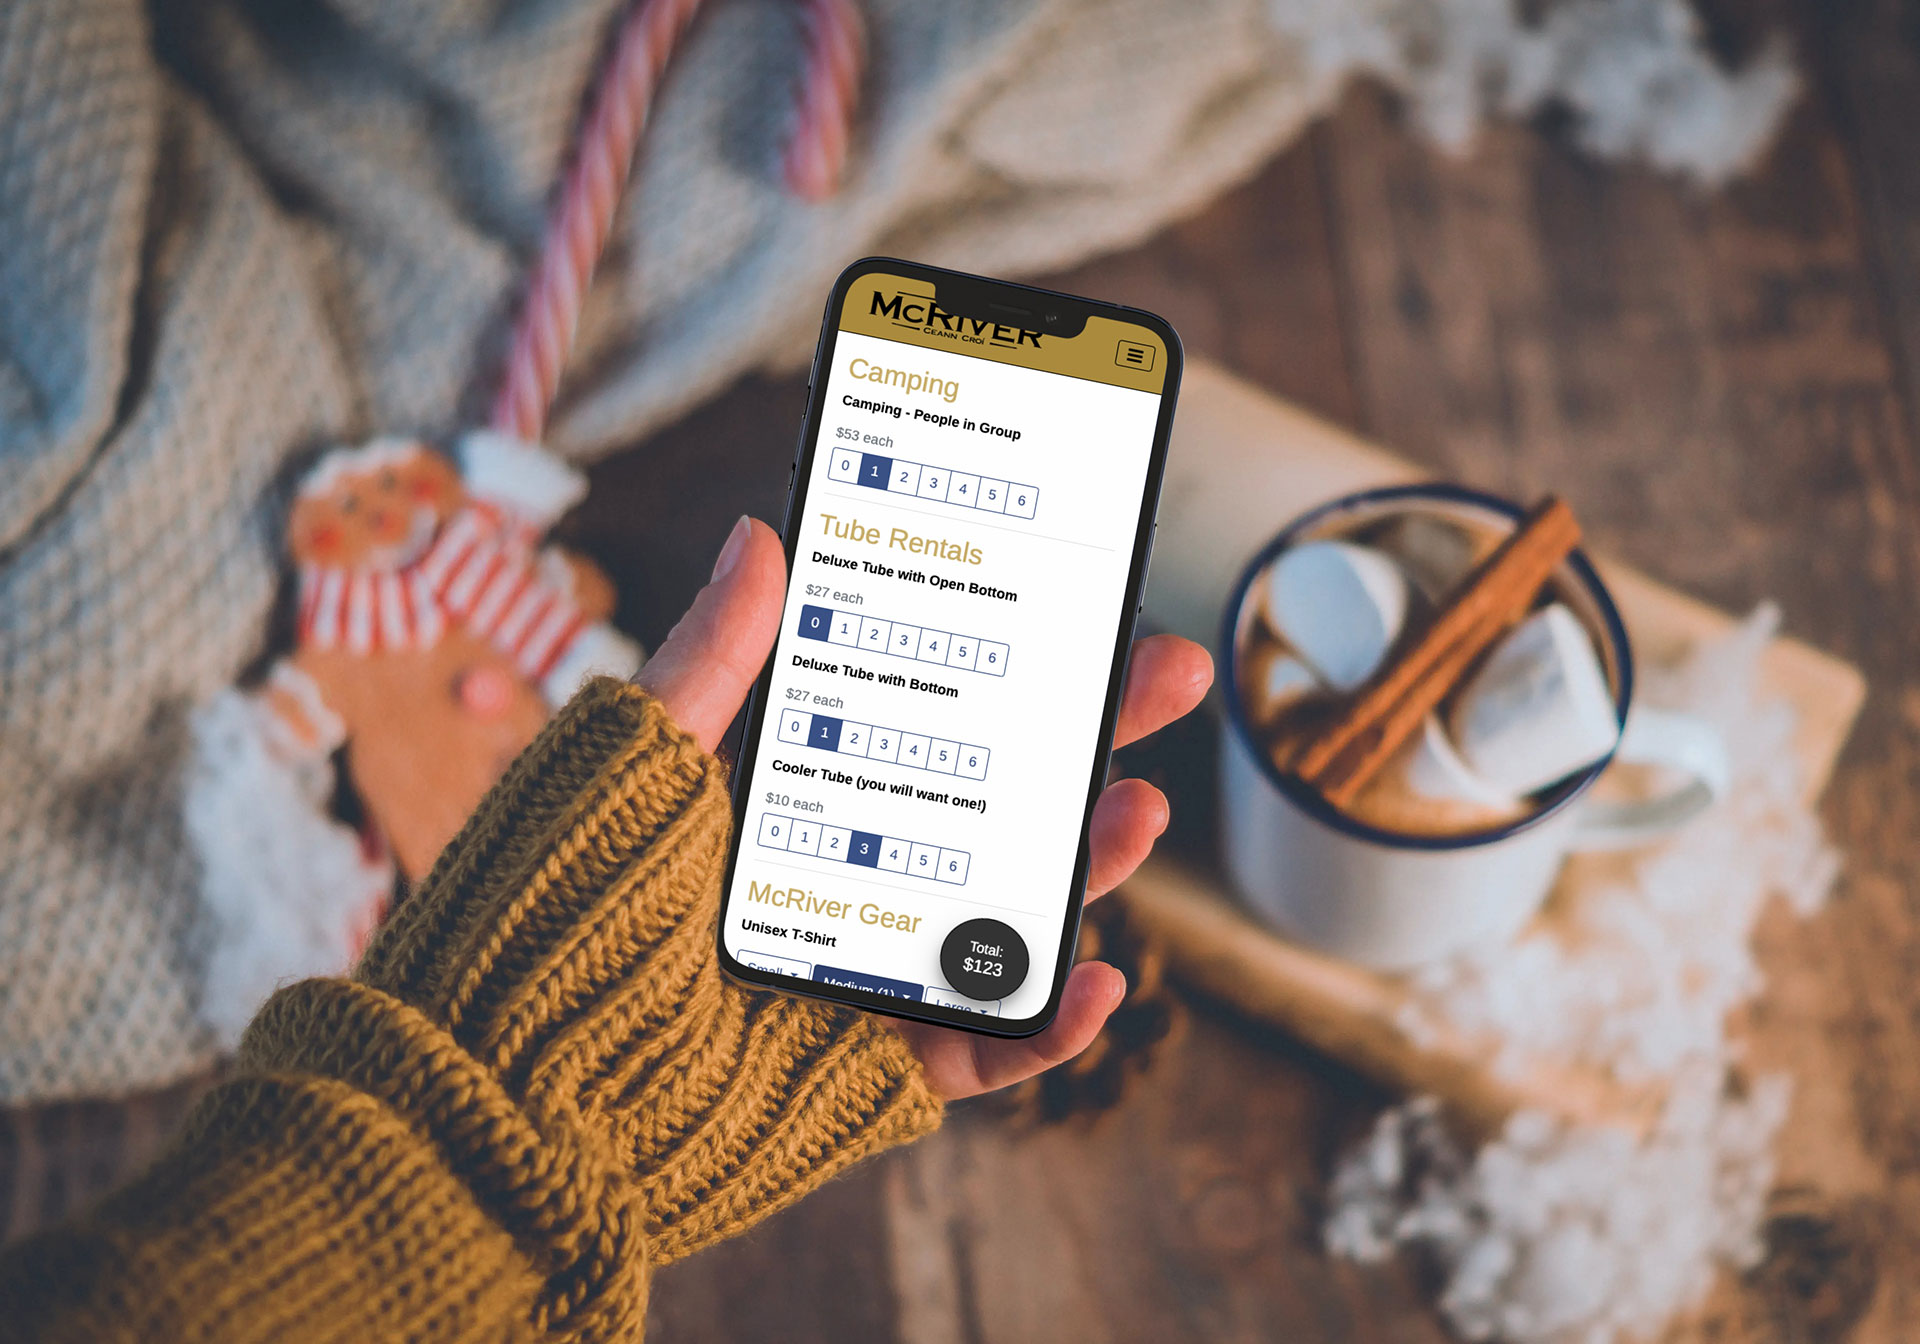 McRIVER
CEANN CROÍ
Camping
Camping - People in Group
$53 each
0 1 2 3 4 5 6
Tube Rentals
Deluxe Tube with Open Bottom
$27 each
0 1 2 3 4 5 6
Deluxe Tube with Bottom
$27 each
0 1 2 3 4 5 6
Cooler Tube (you will want one!)
$10 each
0 1 2 3 4 5 6
McRiver Gear
Unisex T-Shirt
Small Medium (1) Large
Total:
$123